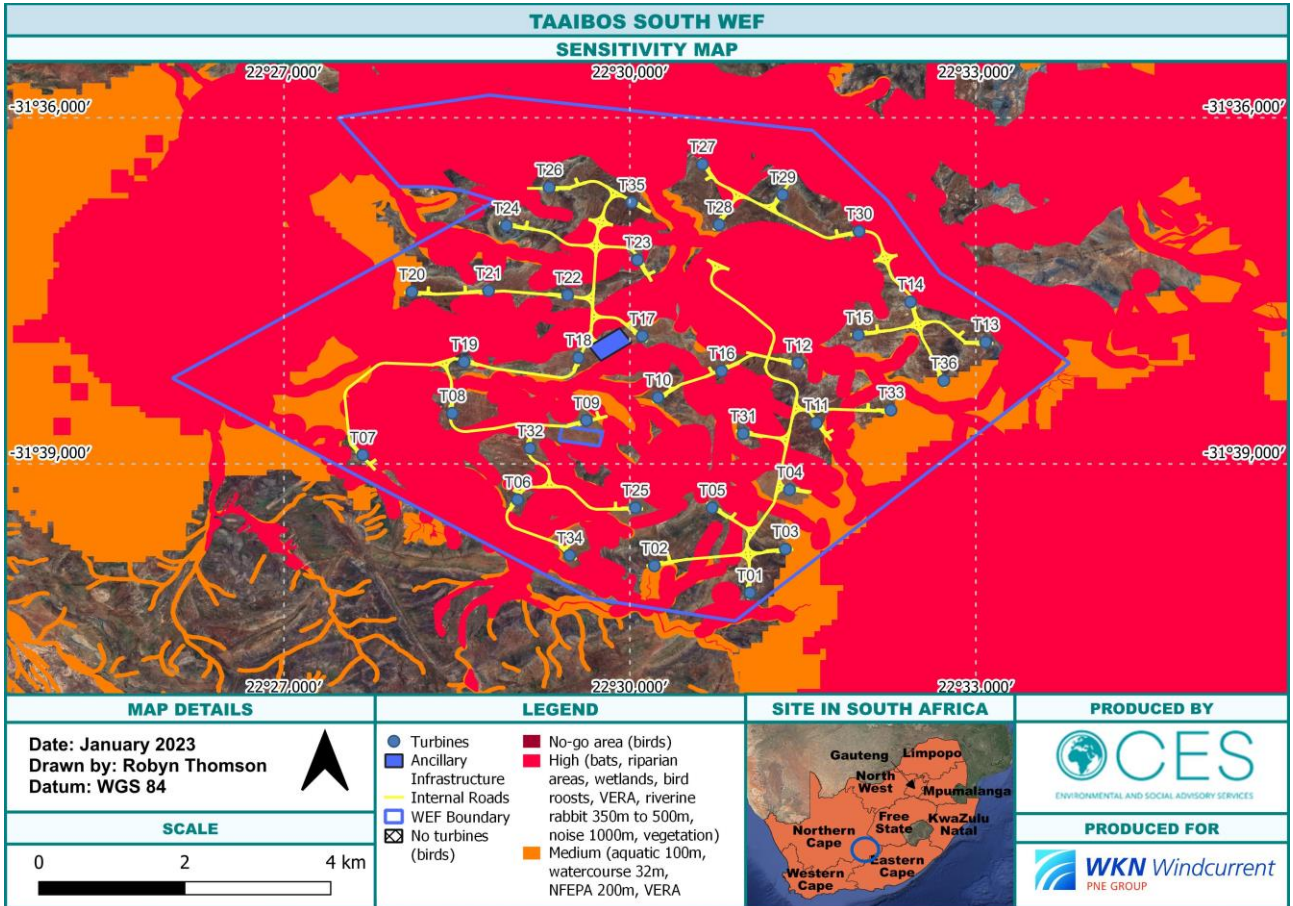 TAAIBOS SOUTH WEF
SENSITIVITY MAP
22°27,000' 22°30,000' 22°33,000'
-31°36,000' -31°36,000'
T27
T26 T29
T35
T24 T28 T30
T23
T20 T21 T22 T14
T17 T15 T13
T18 T12
T19 T16 T36
T10
T08 T09 T33
T31 T11
T32
T07
-31°39,000' -31°39,000'
T04
T06 T25 T05
T34 T02 T03
T01
22°27,000' 22°30,000' 22°33,000'
MAP DETAILS
Date: January 2023
Drawn by: Robyn Thomson
Datum: WGS 84
SCALE
0 2 4 km
LEGEND
Turbines
Ancillary
Infrastructure
Internal Roads
WEF Boundary
No turbines
(birds)
No-go area (birds)
High (bats, riparian
areas, wetlands, bird
roosts, VERA, riverine
rabbit 350m to 500m,
noise 1000m, vegetation)
Medium (aquatic 100m,
watercourse 32m,
NFEPA 200m, VERA
SITE IN SOUTH AFRICA
Limpopo
Gauteng
North
West
Mpumalanga
Free
State
KwaZulu
Natal
Northern
Cape
Eastern
Cape
Western
Cape
PRODUCED BY
CES
ENVIRONMENTAL AND SOCIAL ADVISORY SERVICES
PRODUCED FOR
WKN Windcurrent
PNE GROUP